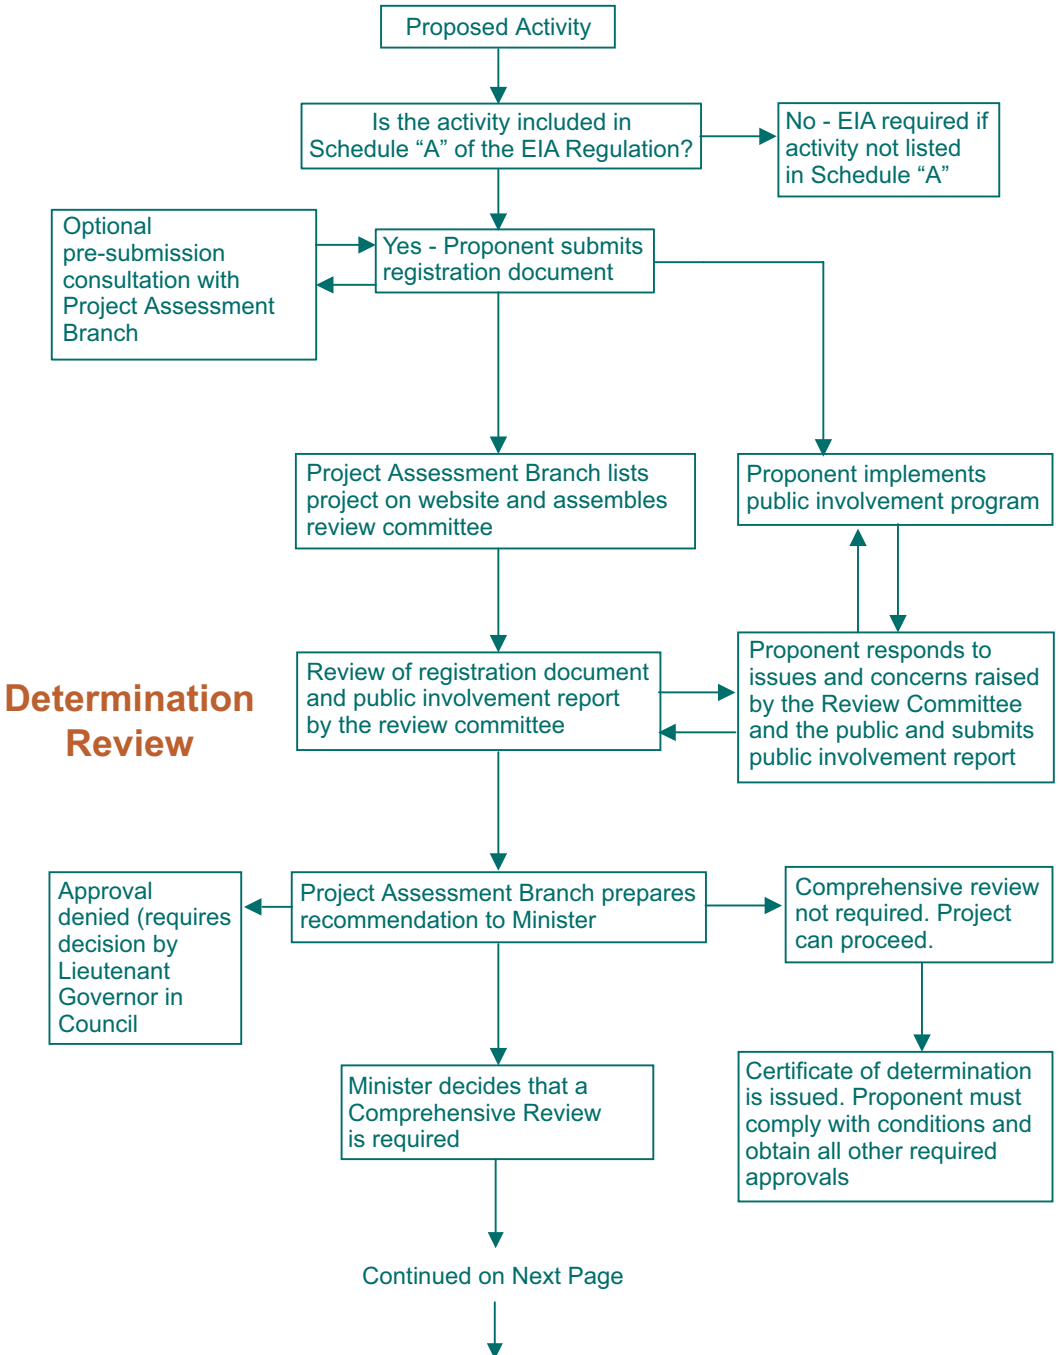 Proposed Activity
Is the activity included in
Schedule “A” of the EIA Regulation?
No - EIA required if
activity not listed
in Schedule “A”
Optional
pre-submission
consultation with
Project Assessment
Branch
Yes - Proponent submits
registration document
Project Assessment Branch lists
project on website and assembles
review committee
Proponent implements
public involvement program
Determination
Review
Review of registration document
and public involvement report
by the review committee
Proponent responds to
issues and concerns raised
by the Review Committee
and the public and submits
public involvement report
Approval
denied (requires
decision by
Lieutenant
Governor in
Council
Project Assessment Branch prepares
recommendation to Minister
Comprehensive review
not required. Project
can proceed.
Minister decides that a
Comprehensive Review
is required
Certificate of determination
is issued. Proponent must
comply with conditions and
obtain all other required
approvals
Continued on Next Page